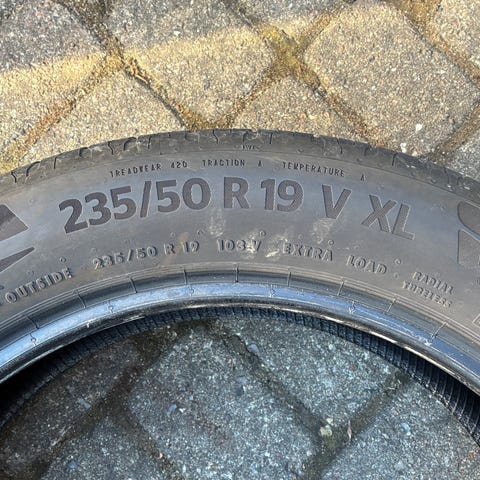 TREADWEAR 420 TRACTION A TEMPERATURE A
235/50 R 19 V XL
OUTSIDE 235/50 R 19 103 V EXTRA LOAD RADIAL
TUBELESS